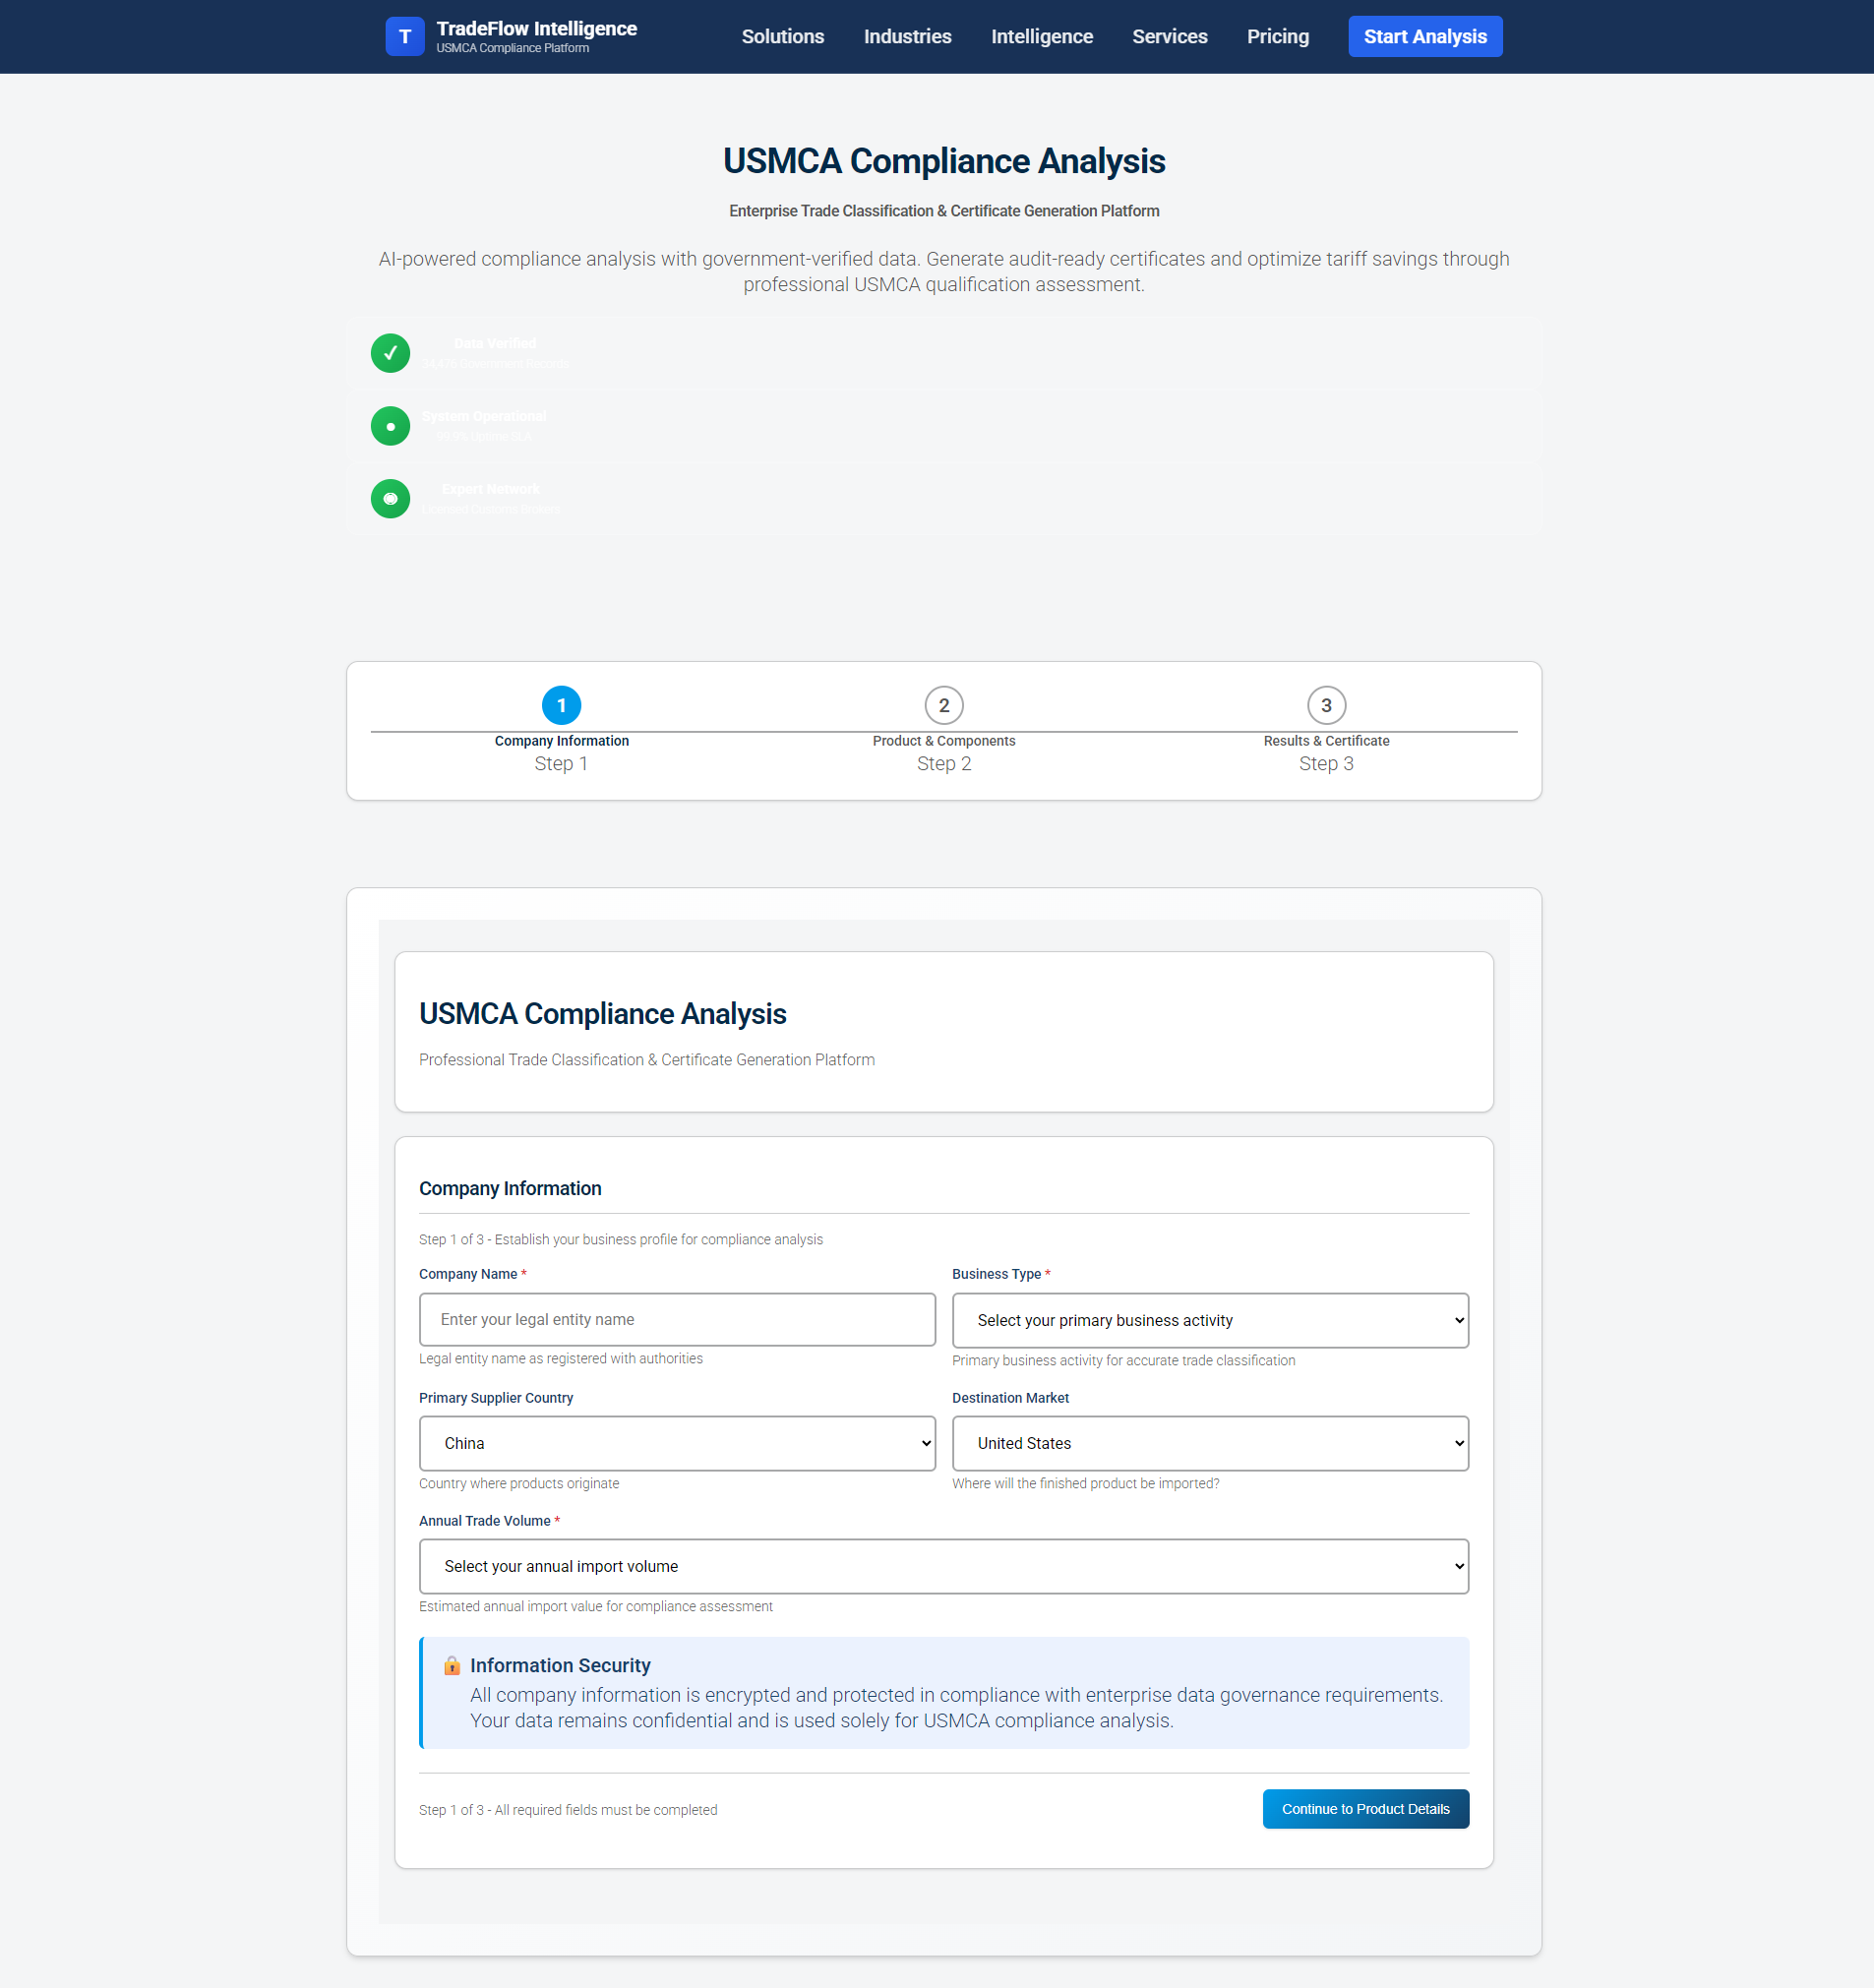 T
TradeFlow Intelligence
USMCA Compliance Platform
Solutions
Industries
Intelligence
Services
Pricing
Start Analysis
USMCA Compliance Analysis
Enterprise Trade Classification & Certificate Generation Platform
AI-powered compliance analysis with government-verified data. Generate audit-ready certificates and optimize tariff savings through
professional USMCA qualification assessment.
✓
Data Verified
Government Records
System Operational
Expert Network
Licensed Customs Brokers
1
Company Information
Step 1
2
Product & Components
Step 2
3
Results & Certificate
Step 3
USMCA Compliance Analysis
Professional Trade Classification & Certificate Generation Platform
Company Information
Step 1 of 3 - Establish your business profile for compliance analysis
Company Name *
Business Type *
Enter your legal entity name
Select your primary business activity
Legal entity name as registered with authorities
Primary business activity for accurate trade classification
Primary Supplier Country
Destination Market
China
United States
Country where products originate
Where will the finished product be imported?
Annual Trade Volume *
Select your annual import volume
Estimated annual import value for compliance assessment
Information Security
All company information is encrypted and protected in compliance with enterprise data governance requirements.
Your data remains confidential and is used solely for USMCA compliance analysis.
Step 1 of 3 - All required fields must be completed
Continue to Product Details